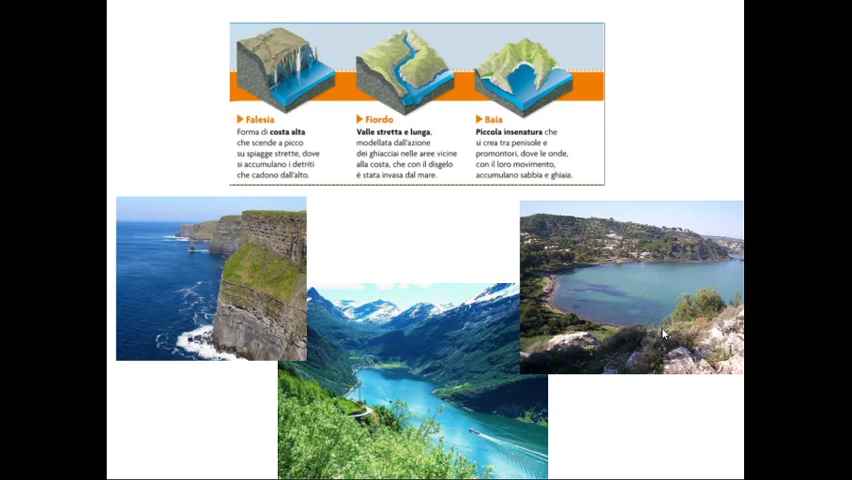 Falesia
Forma di costa alta
che scende a picco
su spiagge strette, dove
si accumulano i detriti
che cadono dall'alto.
Fiordo
Valle stretta e lunga,
modellata dall'azione
dei ghiacciai nelle aree vicine
alla costa, che con il disgelo
è stata invasa dal mare.
Baia
Piccola insenatura che
si crea tra penisole e
promontori, dove le onde,
con il loro movimento,
accumulano sabbia e ghiaia.